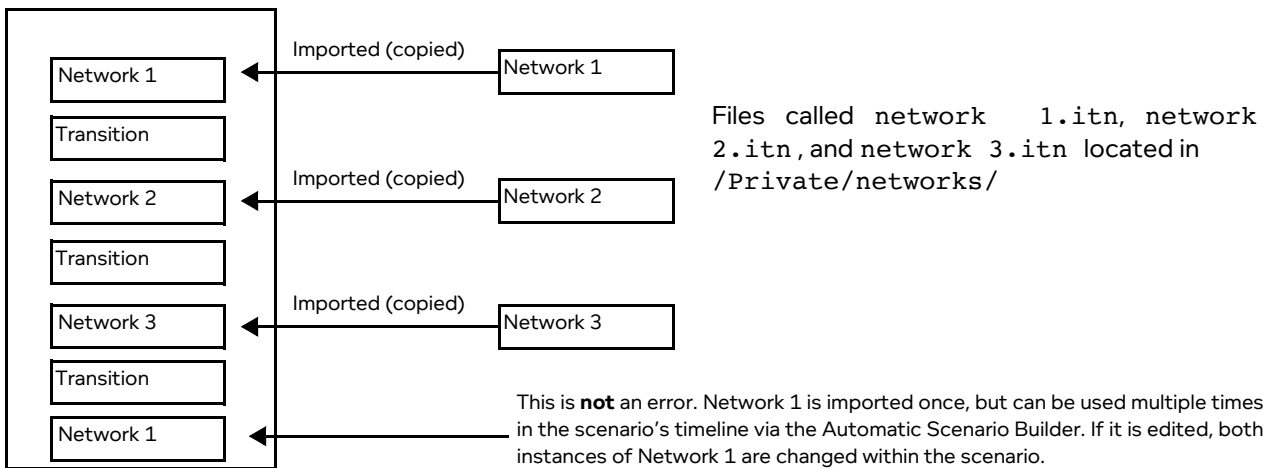 Imported (copied)
Network 1
Network 1
Files called network 1.itn, network
2.itn , and network 3.itn located in
/Private/networks/
Transition
Imported (copied)
Network 2
Network 2
Transition
Imported (copied)
Network 3
Network 3
Transition
This is not an error. Network 1 is imported once, but can be used multiple times
in the scenario's timeline via the Automatic Scenario Builder. If it is edited, both
instances of Network 1 are changed within the scenario.
Network 1